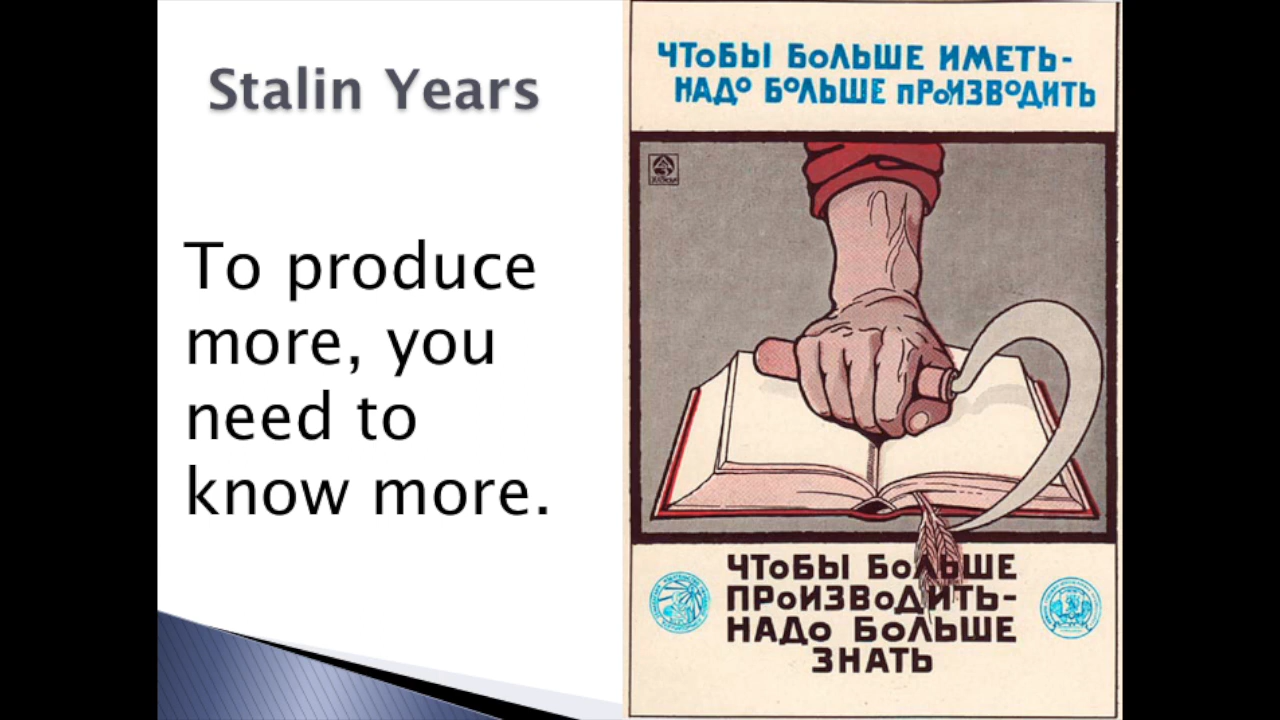 Stalin Years
To produce
more, you
need to
know more.
ЧТОБЫ БОЛЬШЕ ИМЕТЬ-
НАДО БОЛЬШЕ ПРОИЗВОДИТЬ
ЧТОБЫ БОЛЬШЕ
ПРОИЗВОДИТЬ-
НАДО БОЛЬШЕ
ЗНАТЬ